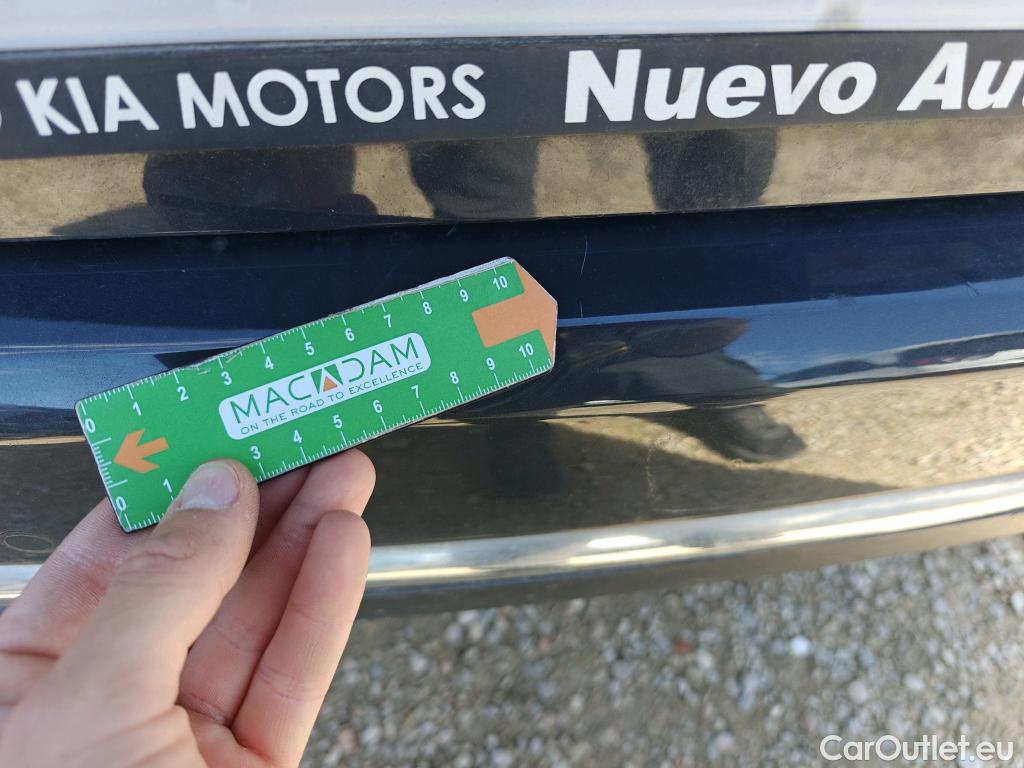 KIA MOTORS Nuevo Au
0 1 2 3 4 5 6 7 8 9 10
MACADAM
ON THE ROAD TO EXCELLENCE
0 1 3 4 5 6 7 8 9 10
CarOutlet.eu